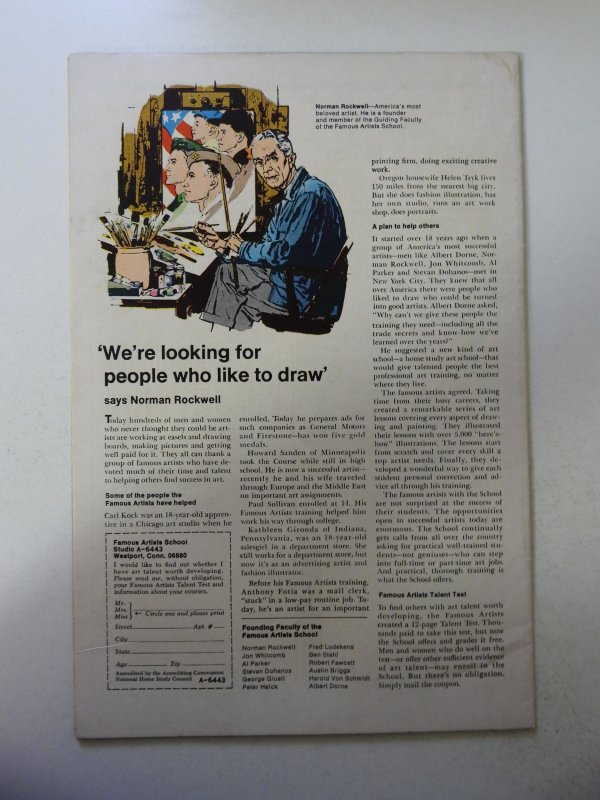 Norman Rockwell—America's most
beloved artist. He is a founder
and member of the Guiding Faculty
of the Famous Artists School.
'We're looking for
people who like to draw'
says Norman Rockwell
Today hundreds of men and women
who never thought they could be art-
ists are working at easels and drawing
boards, making pictures and getting
well paid for it. They all can thank a
group of famous artists who have de-
voted much of their time and talent
to helping others find success in art.
Some of the people the
Famous Artists have helped
Carl Kock was an 18-year-old appren-
tice in a Chicago art studio when he
Famous Artists School
Studio A-6443
Westport, Conn. 06880
I would like to find out whether I
have art talent worth developing.
Please send me, without obligation,
your Famous Artists Talent Test and
information about your courses.
Mr.
Mrs. ← Circle one and please print
Miss
Street Apt. #
City
State
Age Zip
Accredited by the Accrediting Commission
National Home Study Council A-6443
enrolled. Today he prepares ads for
such companies as General Motors
and Firestone—has won five gold
medals.
Howard Sanden of Minneapolis
took the Course while still in high
school. He is now a successful artist—
recently he and his wife traveled
through Europe and the Middle East
on important art assignments.
Paul Sullivan enrolled at 14. His
Famous Artists training helped him
work his way through college.
Kathleen Gironda of Indiana,
Pennsylvania, was an 18-year-old
salesgirl in a department store. She
still works for a department store, but
now it's as an advertising artist and
fashion illustrator.
Before his Famous Artists training,
Anthony Fotia was a mail clerk,
"stuck" in a low-pay routine job. To-
day, he's an artist for an important
Founding Faculty of the
Famous Artists School
Norman Rockwell
Jon Whitcomb
Al Parker
Stevan Dohanos
George Giusti
Peter Helck
Fred Ludekens
Ben Stahl
Robert Fawcett
Austin Briggs
Harold Von Schmidt
Albert Dorne
printing firm, doing exciting creative
work.
Oregon housewife Helen Tryk lives
150 miles from the nearest big city.
But she does fashion illustration, has
her own studio, runs an art work
shop, does portraits.
A plan to help others
It started over 18 years ago when a
group of America's most successful
artists—men like Albert Dorne, Nor-
man Rockwell, Jon Whitcomb, Al
Parker and Stevan Dohanos—met in
New York City. They knew that all
over America there were people who
liked to draw who could be turned
into good artists. Albert Dorne asked,
"Why can't we give these people the
training they need—including all the
trade secrets and know-how we've
learned over the years?"
He suggested a new kind of art
school—a home study art school—that
would give talented people the best
professional art training, no matter
where they live.
The famous artists agreed. Taking
time from their busy careers, they
created a remarkable series of art
lessons covering every aspect of draw-
ing and painting. They illustrated
their lessons with over 5,000 "here's-
how" illustrations. The lessons start
from scratch and cover every skill a
top artist needs. Finally, they de-
veloped a wonderful way to give each
student personal correction and ad-
vice all through his training.
The famous artists with the School
are not surprised at the success of
their students. The opportunities
open to successful artists today are
enormous. The School continually
gets calls from all over the country
asking for practical well-trained stu-
dents—not geniuses—who can step
into full-time or part-time art jobs.
And practical, thorough training is
what the School offers.
Famous Artists Talent Test
To find others with art talent worth
developing, the Famous Artists
created a 12-page Talent Test. Thou-
sands paid to take this test, but now
the School offers and grades it free.
Men and women who do well on the
test—or offer other sufficient evidence
of art talent—may enroll in the
School. But there's no obligation.
Simply mail the coupon.